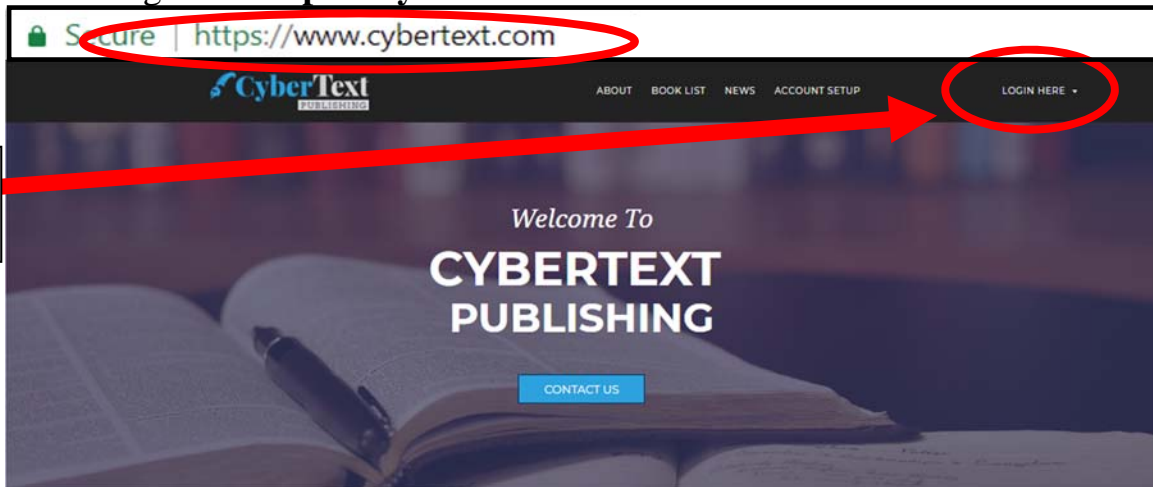 Secure | https://www.cybertext.com
CyberText
PUBLISHING
ABOUT BOOK LIST NEWS ACCOUNT SETUP LOGIN HERE
Welcome To
CYBERTEXT
PUBLISHING
CONTACT US